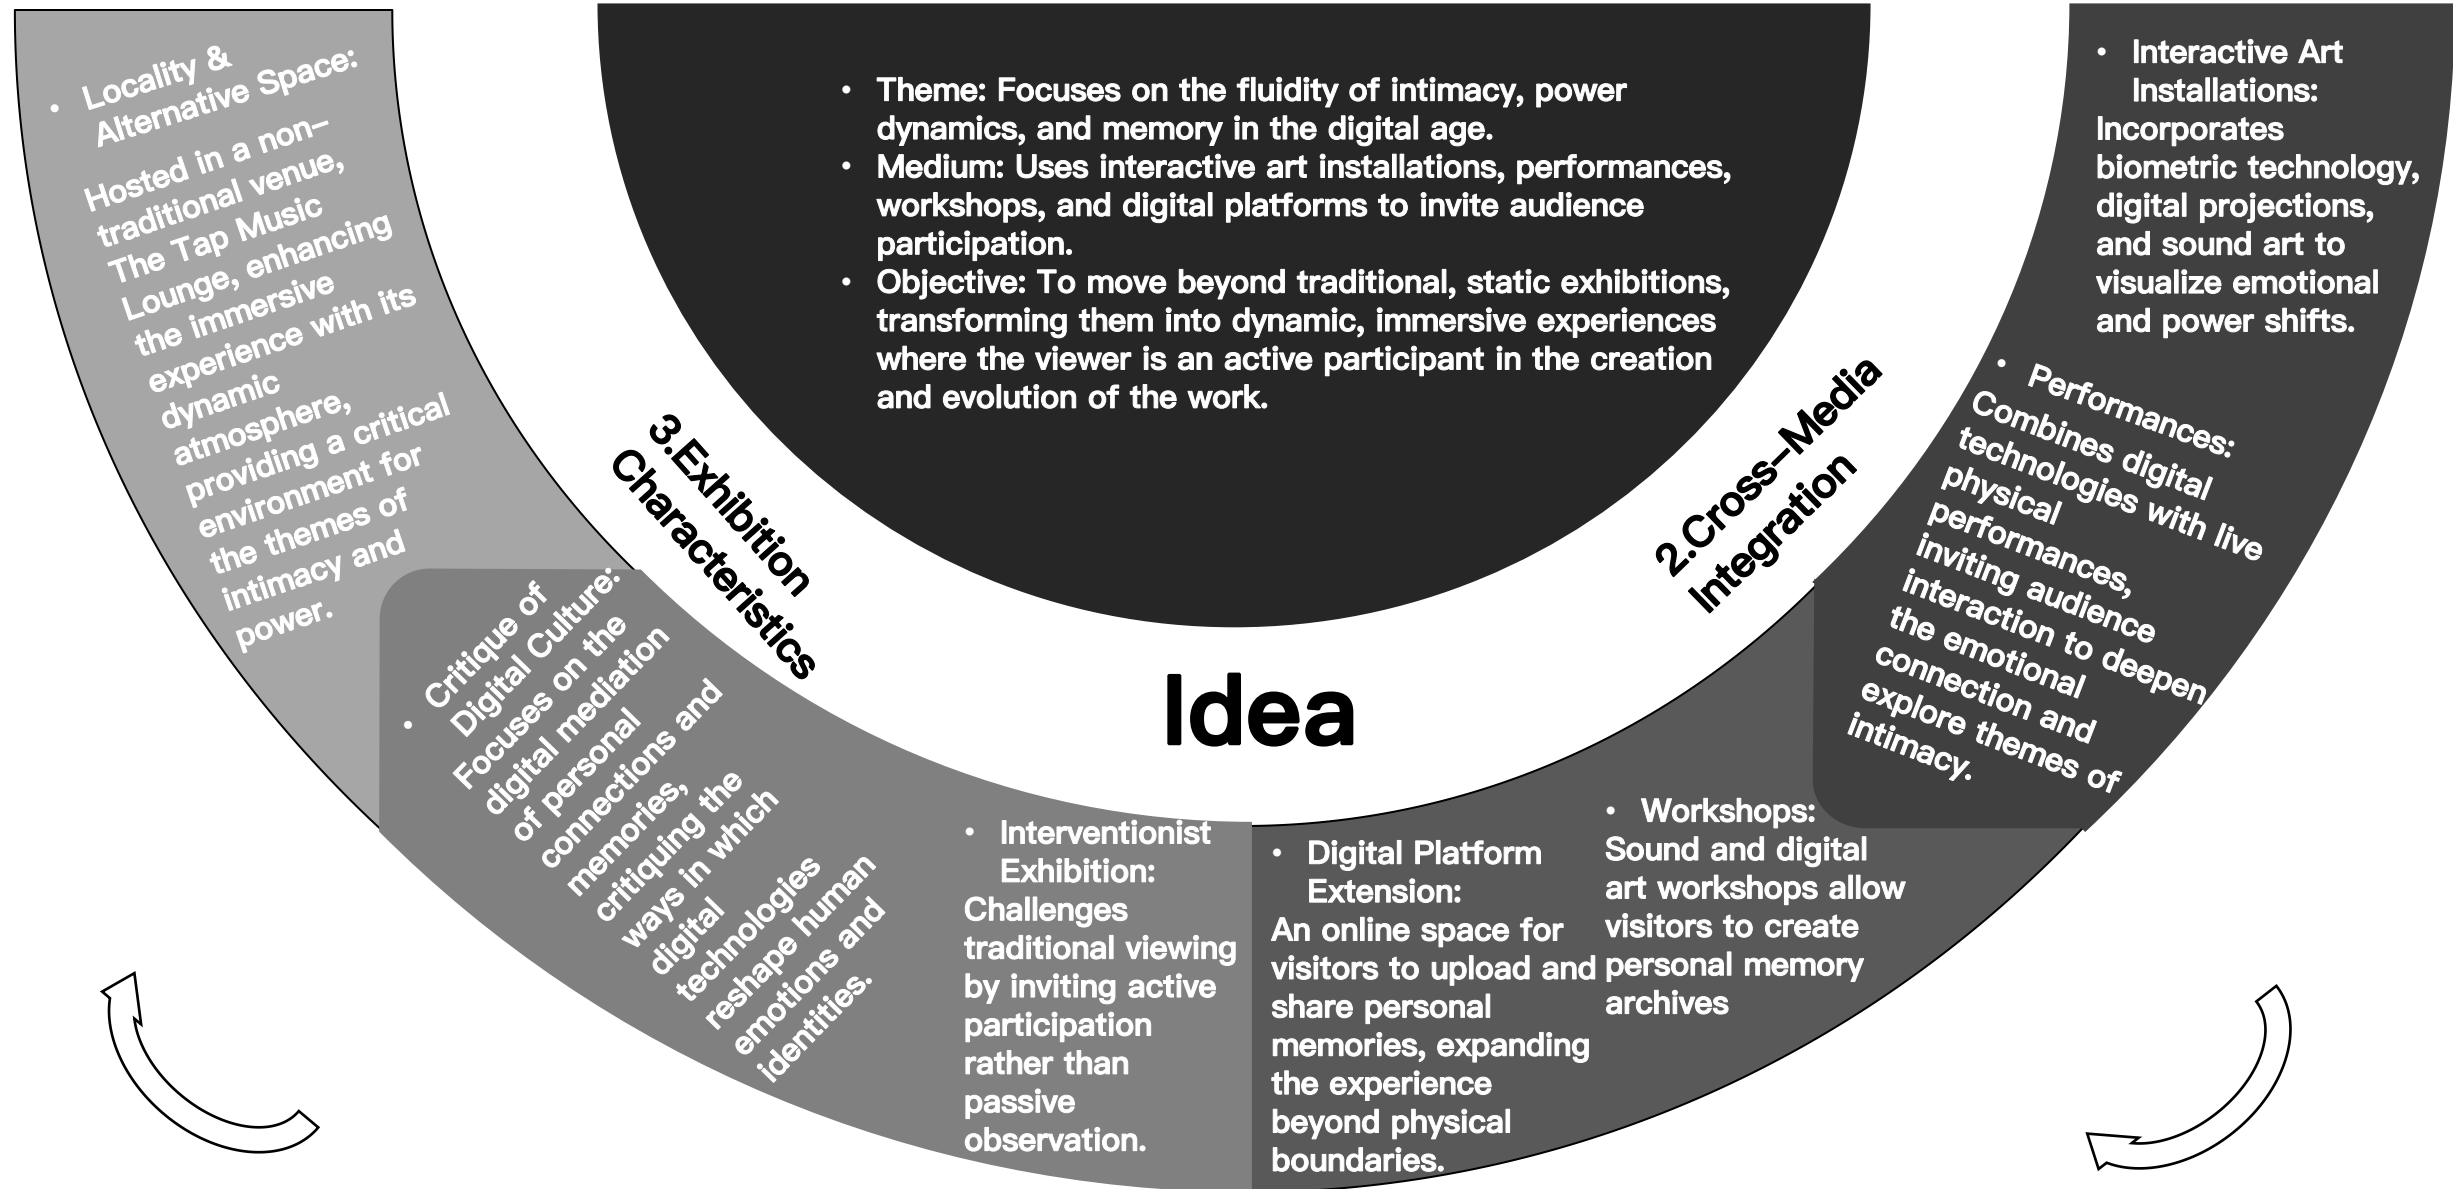 • Theme: Focuses on the fluidity of intimacy, power
dynamics, and memory in the digital age.
• Medium: Uses interactive art installations, performances,
workshops, and digital platforms to invite audience
participation.
• Objective: To move beyond traditional, static exhibitions,
transforming them into dynamic, immersive experiences
where the viewer is an active participant in the creation
and evolution of the work.
Idea
2.Cross-Media
Integration
• Interactive Art
Installations:
Incorporates
biometric technology,
digital projections,
and sound art to
visualize emotional
and power shifts.
• Performances:
Combines digital
technologies with live
physical
performances,
inviting audience
interaction to deepen
the emotional
connection and
explore themes of
intimacy.
• Workshops:
Sound and digital
art workshops allow
visitors to create
personal memory
archives
• Digital Platform
Extension:
An online space for
visitors to upload and
share personal
memories, expanding
the experience
beyond physical
boundaries.
3.Exhibition
Characteristics
• Interventionist
Exhibition:
Challenges
traditional viewing
by inviting active
participation
rather than
passive
observation.
• Critique of
Digital Culture:
Focuses on the
digital mediation
of personal
connections and
memories,
critiquing the
ways in which
digital
technologies
reshape human
emotions and
identities.
• Locality &
Alternative Space:
Hosted in a non-
traditional venue,
The Tap Music
Lounge, enhancing
the immersive
experience with its
dynamic
atmosphere,
providing a critical
environment for
the themes of
intimacy and
power.